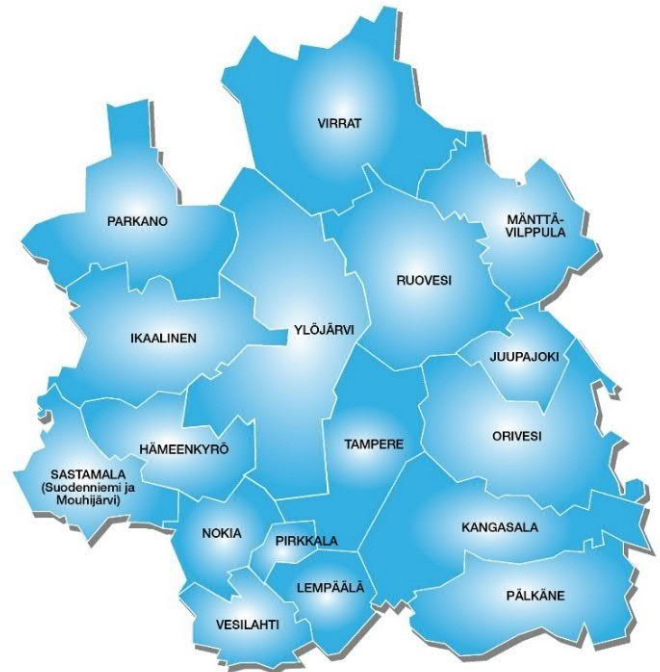 VIRRAT
PARKANO
MÄNTTÄ-
VILPPULA
RUOVESI
IKAALINEN
YLÖJÄRVI
JUUPAJOKI
HÄMEENKYRÖ
TAMPERE
ORIVESI
SASTAMALA
(Suodenniemi ja
Mouhijärvi)
NOKIA
PIRKKALA
KANGASALA
LEMPÄÄLÄ
PÄLKÄNE
VESILAHTI